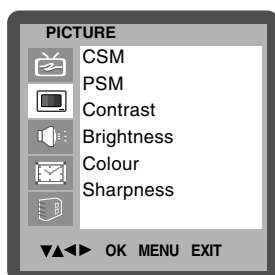 PICTURE
CSM
PSM
Contrast
Brightness
Colour
Sharpness
▼▲◀▶ OK MENU EXIT